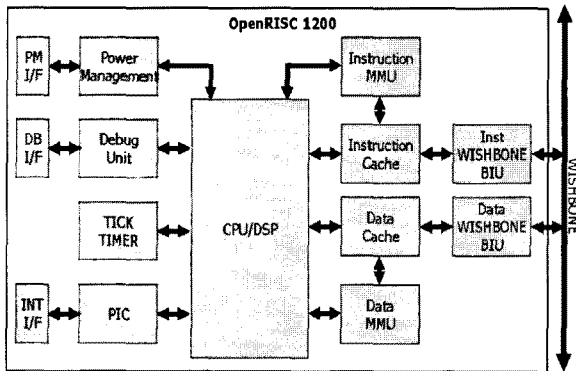 OpenRISC 1200
PM
I/F
Power
Management
Instruction
MMU
DB
I/F
Debug
Unit
Instruction
Cache
Inst
WISHBONE
BIU
TICK
TIMER
CPU/DSP
Data
Cache
Data
WISHBONE
BIU
INT
I/F
PIC
Data
MMU
WISHBONE